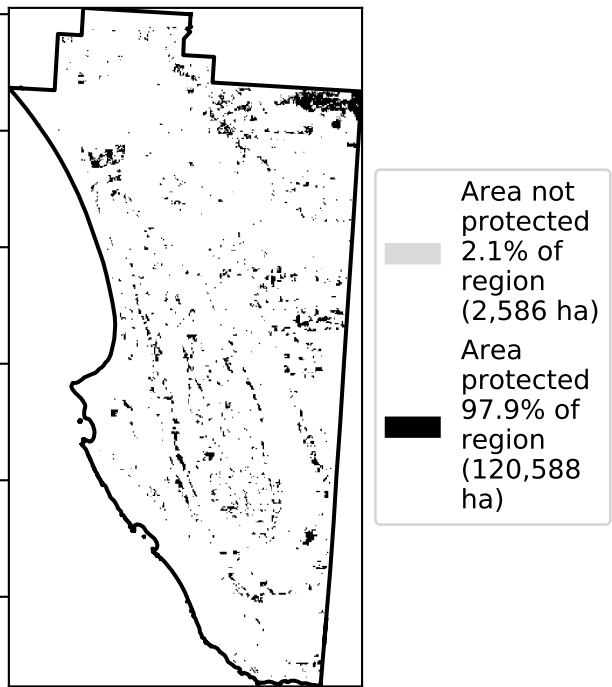 Area not
protected
2.1% of
region
(2,586 ha)
Area
protected
97.9% of
region
(120,588
ha)